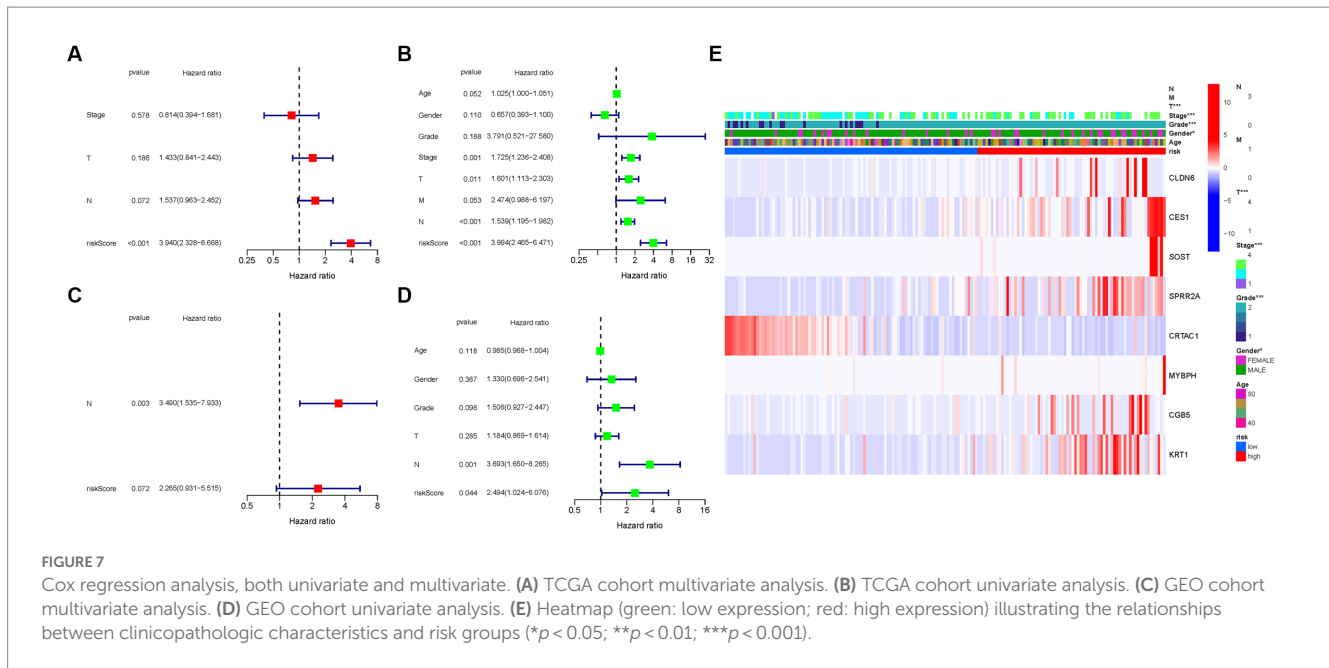 A
pvalue Hazard ratio
Stage 0.578 0.814(0.394−1.681)
T 0.186 1.433(0.841−2.443)
N 0.072 1.537(0.963−2.452)
riskScore <0.001 3.940(2.328−6.668)
0.25 0.5 1 2 4 8
Hazard ratio
B
pvalue Hazard ratio
Age 0.052 1.025(1.000−1.051)
Gender 0.110 0.657(0.393−1.100)
Grade 0.188 3.791(0.521−27.580)
Stage 0.001 1.725(1.236−2.408)
T 0.011 1.601(1.113−2.303)
M 0.053 2.474(0.988−6.197)
N <0.001 1.539(1.195−1.982)
riskScore <0.001 3.994(2.465−6.471)
0.25 1 2 4 8 32
Hazard ratio
C
pvalue Hazard ratio
N 0.003 3.490(1.535−7.933)
riskScore 0.072 2.265(0.931−5.515)
0.5 1 2 4 8
Hazard ratio
D
pvalue Hazard ratio
Age 0.118 0.985(0.968−1.004)
Gender 0.387 1.330(0.696−2.541)
Grade 0.098 1.506(0.927−2.447)
T 0.285 1.184(0.869−1.614)
N 0.001 3.693(1.650−8.265)
riskScore 0.044 2.494(1.024−6.076)
0.5 1 2 4 8 16
Hazard ratio
E
N
M
T***
Stage***
Grade***
Gender*
Age
risk
CLDN6
CES1
SOST
SPRR2A
CRTAC1
MYBPH
CGB5
KRT1
10
5
0
−5
−10
N
3
0
M
1
0
T***
4
1
Stage***
4
1
Grade***
2
1
Gender*
FEMALE
MALE
Age
80
40
risk
low
high
FIGURE 7
Cox regression analysis, both univariate and multivariate. (A) TCGA cohort multivariate analysis. (B) TCGA cohort univariate analysis. (C) GEO cohort
multivariate analysis. (D) GEO cohort univariate analysis. (E) Heatmap (green: low expression; red: high expression) illustrating the relationships
between clinicopathologic characteristics and risk groups (*p < 0.05; **p < 0.01; ***p < 0.001).